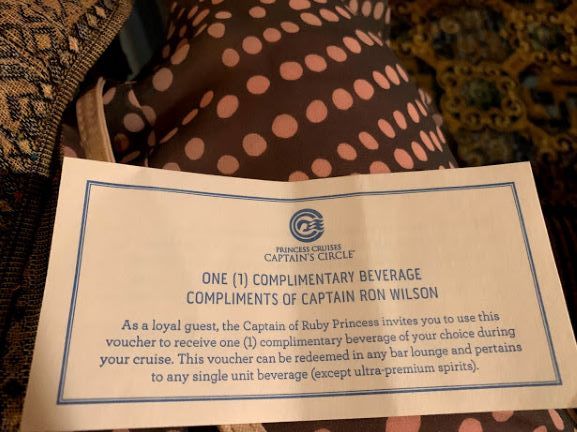 PRINCESS CRUISES
CAPTAIN'S CIRCLE™
ONE (1) COMPLIMENTARY BEVERAGE
COMPLIMENTS OF CAPTAIN RON WILSON
As a loyal guest, the Captain of Ruby Princess invites you to use this
voucher to receive one (1) complimentary beverage of your choice during
your cruise. This voucher can be redeemed in any bar lounge and pertains
to any single unit beverage (except ultra-premium spirits).